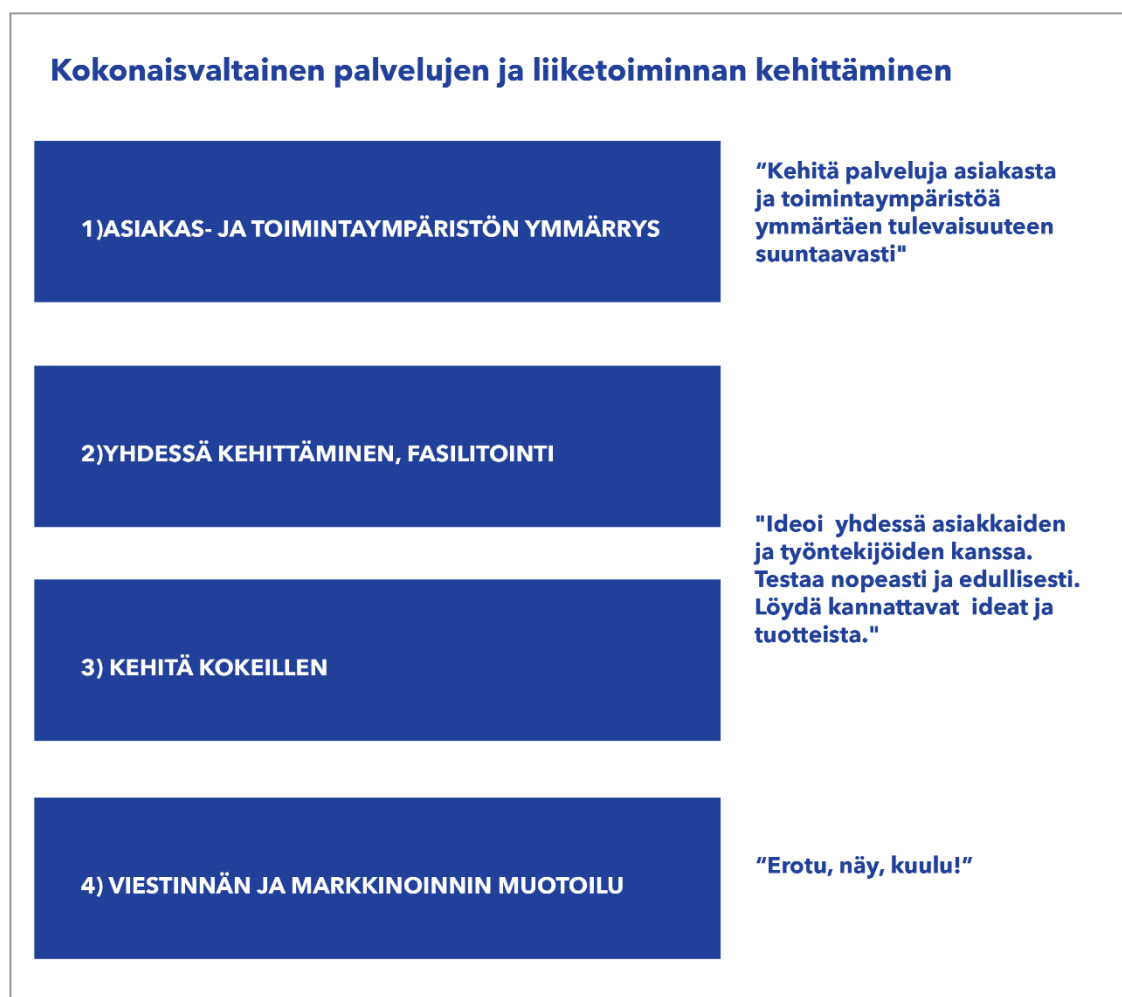 Kokonaisvaltainen palvelujen ja liiketoiminnan kehittäminen
1)ASIAKAS- JA TOIMINTAYMPÄRISTÖN YMMÄRRYS
“Kehitä palveluja asiakasta
ja toimintaympäristöä
ymmärtäen tulevaisuuteen
suuntaavasti"
2)YHDESSÄ KEHITTÄMINEN, FASILITOINTI
"Ideoi yhdessä asiakkaiden
ja työntekijöiden kanssa.
Testaa nopeasti ja edullisesti.
Löydä kannattavat ideat ja
tuotteista."
3) KEHITÄ KOKEILLEN
4) VIESTINNÄN JA MARKKINOINNIN MUOTOILU
“Erotu, näy, kuulu!”